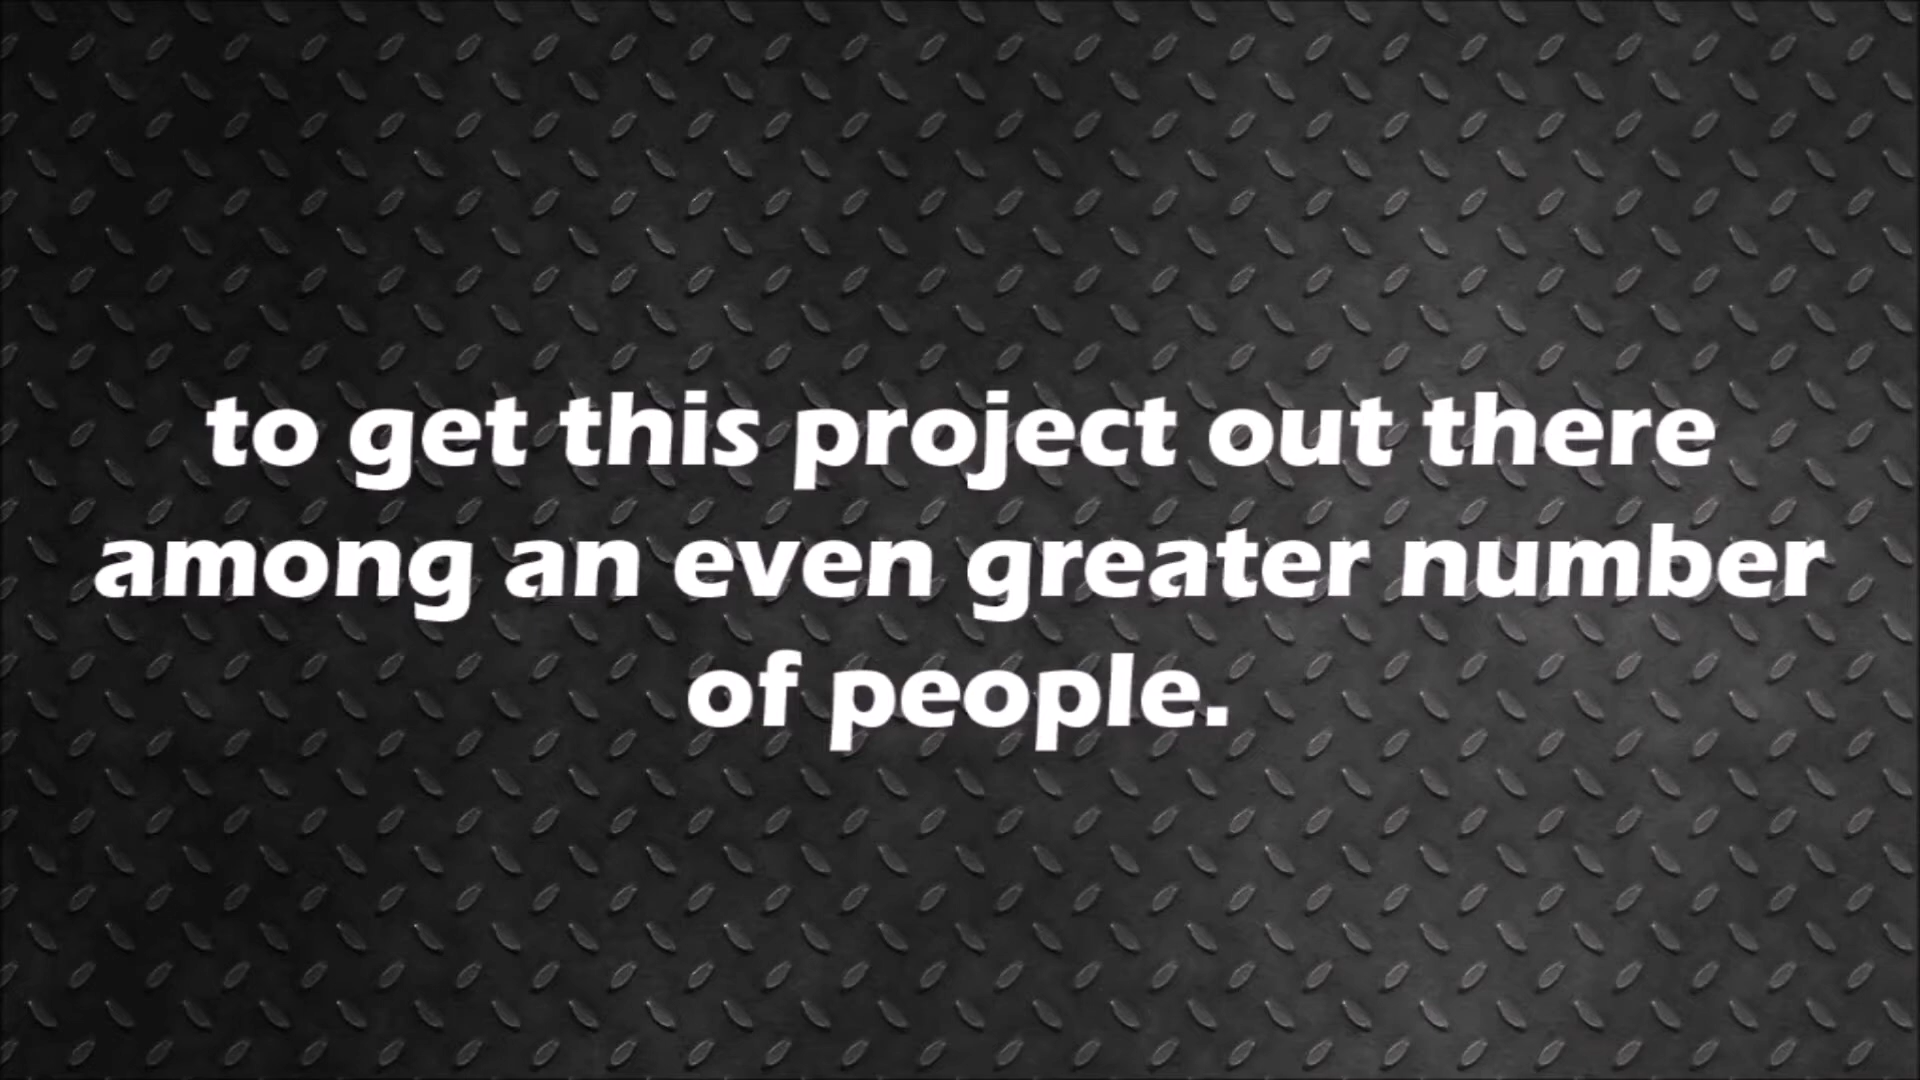 to get this project out there
among an even greater number
of people.